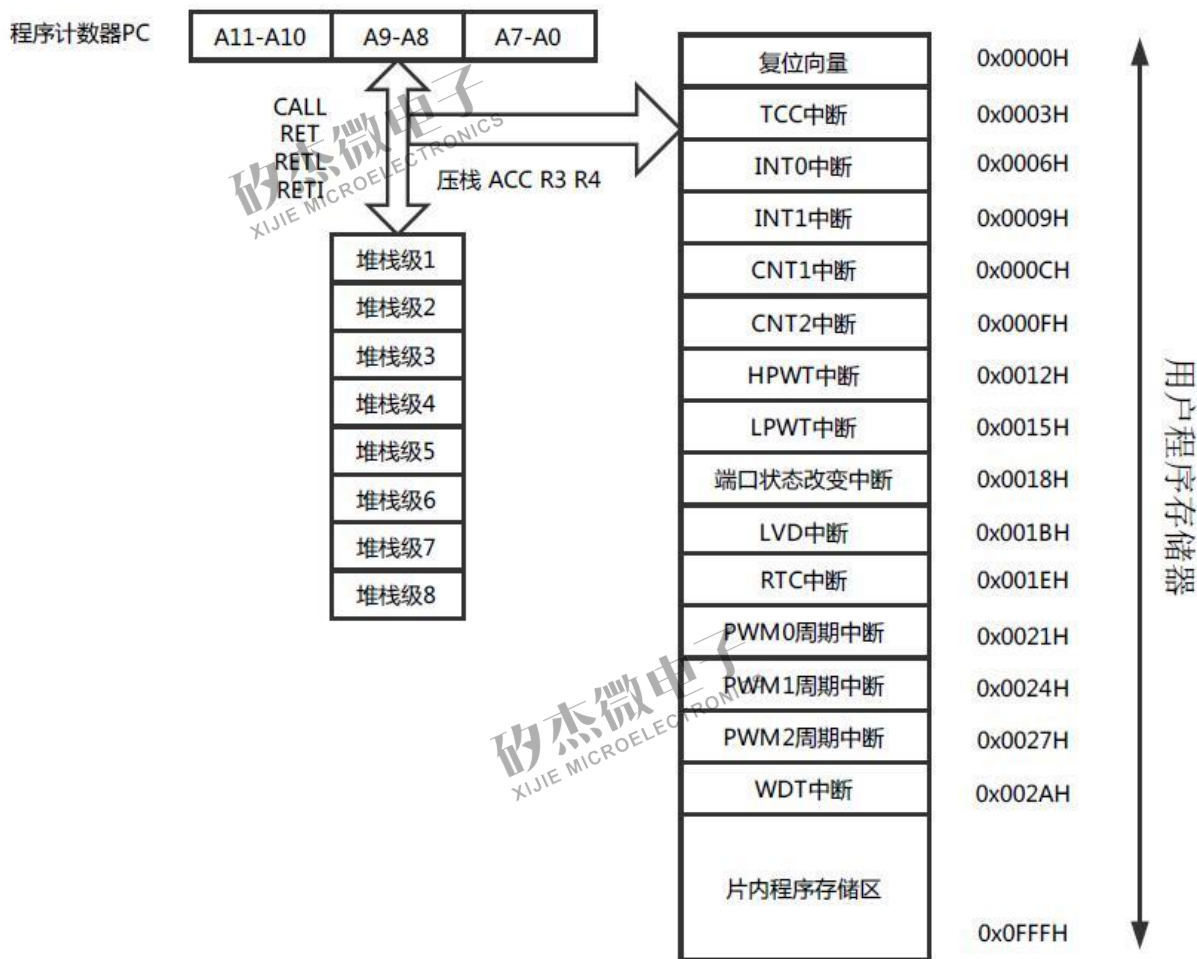 程序计数器PC
A11-A10
A9-A8
A7-A0
CALL
RET
RETL
RETI
压栈 ACC R3 R4
堆栈级1
堆栈级2
堆栈级3
堆栈级4
堆栈级5
堆栈级6
堆栈级7
堆栈级8
复位向量 0x0000H
TCC中断 0x0003H
INT0中断 0x0006H
INT1中断 0x0009H
CNT1中断 0x000CH
CNT2中断 0x000FH
HPWT中断 0x0012H
LPWT中断 0x0015H
端口状态改变中断 0x0018H
LVD中断 0x001BH
RTC中断 0x001EH
PWM0周期中断 0x0021H
PWM1周期中断 0x0024H
PWM2周期中断 0x0027H
WDT中断 0x002AH
片内程序存储区
0x0FFFH
用户程序存储器
矽杰微电子
XIJIE MICROELECTRONICS
矽杰微电子
XIJIE MICROELECTRONICS